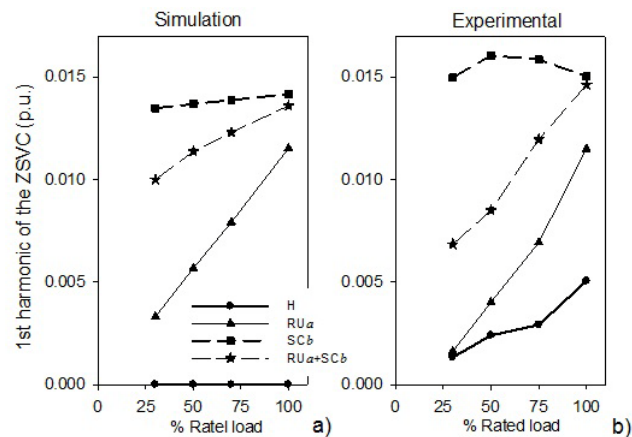 Simulation
Experimental
1st harmonic of the ZSVC (p.u.)
0.015
0.010
0.005
0.000
H
RUa
SCb
RUa+SCb
0 25 50 75 100
% Ratel load
a)
0.015
0.010
0.005
0.000
0 25 50 75 100
% Rated load
b)